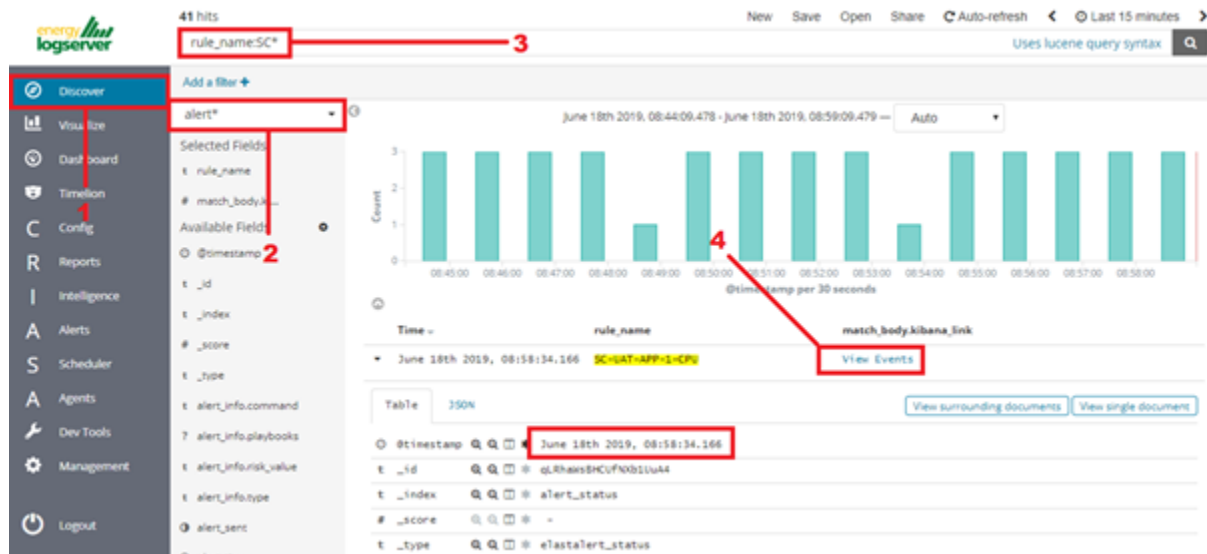 energy
logserver
41 hits
New Save Open Share Auto-refresh Last 15 minutes
rule_name:SC*
3
Uses lucene query syntax
Discover
Visualize
Dashboard
Timelion
1
Config
Reports
Intelligence
Alerts
Scheduler
Agents
Dev Tools
Management
Logout
Add a filter
alert*
Selected Fields
t rule_name
# match_body.k...
Available Fields
2
@timestamp
t _id
t _index
# _score
t _type
t alert_info.command
? alert_info.playbooks
t alert_info.risk_value
t alert_info.type
alert_sent
June 18th 2019, 08:44:09.478 - June 18th 2019, 08:59:09.479 — Auto
Count
3
2
1
0
4
08:45:00 08:46:00 08:47:00 08:48:00 08:49:00 08:50:00 08:51:00 08:52:00 08:53:00 08:54:00 08:55:00 08:56:00 08:57:00 08:58:00
@timestamp per 30 seconds
Time rule_name match_body.kibana_link
June 18th 2019, 08:58:34.166 SC-UAT-APP-1-CPU View Events
Table JSON
View surrounding documents View single document
@timestamp June 18th 2019, 08:58:34.166
t _id
t _index alert_status
# _score -
t _type elastalert_status